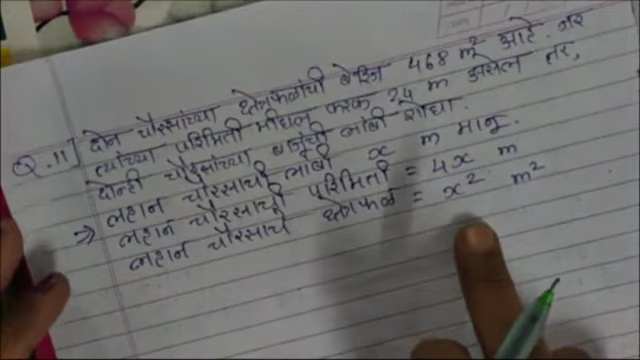 Q. 11] दोन चौरसांच्या क्षेत्रफळांची बेरीज 468 m² आहे. जर
त्यांच्या परिमिती मधील फरक 24 m असेल तर,
दोन्ही चौरसांच्या बाजूंची लांबी शोधा.
⇒ लहान चौरसाची लांबी x m मानू.
लहान चौरसाची परिमिती = 4x m
लहान चौरसाचे क्षेत्रफळ = x² m²